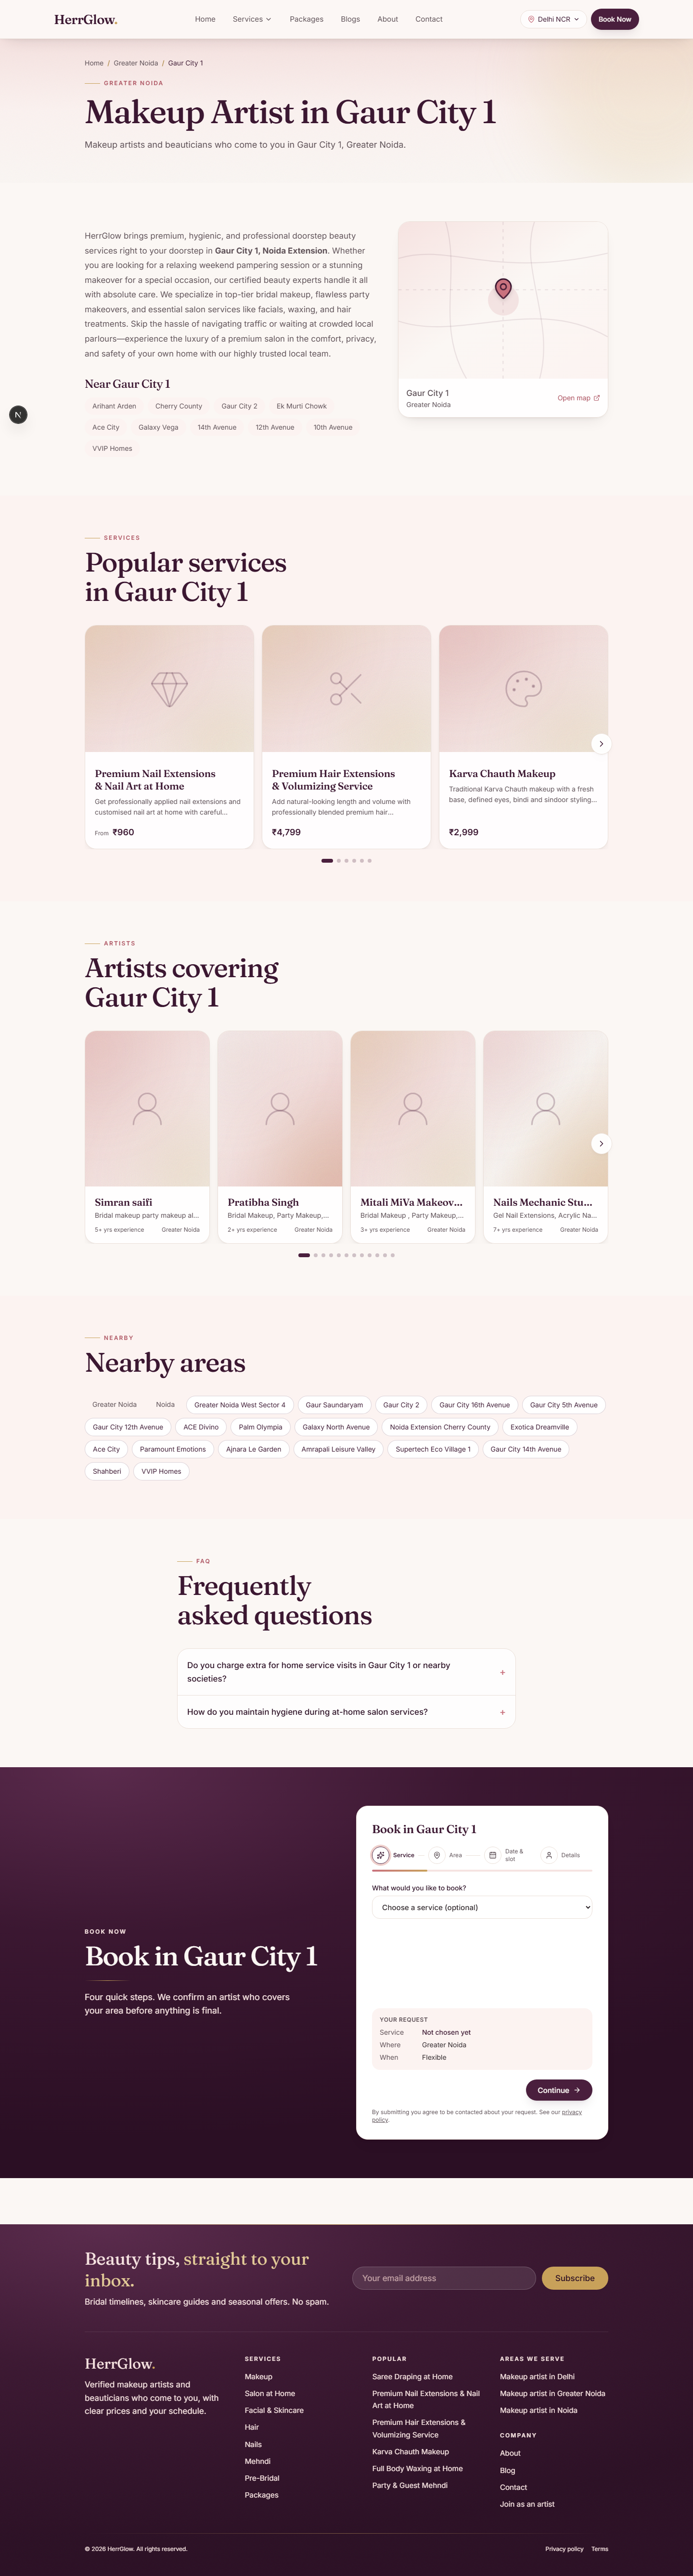 HerrGlow.
Home
Services
Packages
Blogs
About
Contact
Delhi NCR
Book Now
Home / Greater Noida / Gaur City 1
GREATER NOIDA
Makeup Artist in Gaur City 1
Makeup artists and beauticians who come to you in Gaur City 1, Greater Noida.
HerrGlow brings premium, hygienic, and professional doorstep beauty
services right to your doorstep in Gaur City 1, Noida Extension. Whether
you are looking for a relaxing weekend pampering session or a stunning
makeover for a special occasion, our certified beauty experts handle it all
with absolute care. We specialize in top-tier bridal makeup, flawless party
makeovers, and essential salon services like facials, waxing, and hair
treatments. Skip the hassle of navigating traffic or waiting at crowded local
parlours—experience the luxury of a premium salon in the comfort, privacy,
and safety of your own home with our highly trusted local team.
Near Gaur City 1
Arihant Arden
Cherry County
Gaur City 2
Ek Murti Chowk
Ace City
Galaxy Vega
14th Avenue
12th Avenue
10th Avenue
VVIP Homes
Gaur City 1
Greater Noida
Open map
N
SERVICES
Popular services
in Gaur City 1
Premium Nail Extensions
& Nail Art at Home
Get professionally applied nail extensions and
customised nail art at home with careful...
From ₹960
Premium Hair Extensions
& Volumizing Service
Add natural-looking length and volume with
professionally blended premium hair...
₹4,799
Karva Chauth Makeup
Traditional Karva Chauth makeup with a fresh
base, defined eyes, bindi and sindoor styling...
₹2,999
ARTISTS
Artists covering
Gaur City 1
Simran saifi
Bridal makeup party makeup al...
5+ yrs experience
Greater Noida
Pratibha Singh
Bridal Makeup, Party Makeup,...
2+ yrs experience
Greater Noida
Mitali MiVa Makeov...
Bridal Makeup , Party Makeup,...
3+ yrs experience
Greater Noida
Nails Mechanic Stu...
Gel Nail Extensions, Acrylic Na...
7+ yrs experience
Greater Noida
NEARBY
Nearby areas
Greater Noida
Noida
Greater Noida West Sector 4
Gaur Saundaryam
Gaur City 2
Gaur City 16th Avenue
Gaur City 5th Avenue
Gaur City 12th Avenue
ACE Divino
Palm Olympia
Galaxy North Avenue
Noida Extension Cherry County
Exotica Dreamville
Ace City
Paramount Emotions
Ajnara Le Garden
Amrapali Leisure Valley
Supertech Eco Village 1
Gaur City 14th Avenue
Shahberi
VVIP Homes
FAQ
Frequently
asked questions
Do you charge extra for home service visits in Gaur City 1 or nearby
societies?
+
How do you maintain hygiene during at-home salon services?
+
BOOK NOW
Book in Gaur City 1
Four quick steps. We confirm an artist who covers
your area before anything is final.
Book in Gaur City 1
Service
Area
Date &
slot
Details
What would you like to book?
Choose a service (optional)
YOUR REQUEST
Service Not chosen yet
Where Greater Noida
When Flexible
Continue
By submitting you agree to be contacted about your request. See our privacy
policy.
Beauty tips, straight to your
inbox.
Bridal timelines, skincare guides and seasonal offers. No spam.
Your email address
Subscribe
HerrGlow.
Verified makeup artists and
beauticians who come to you, with
clear prices and your schedule.
SERVICES
Makeup
Salon at Home
Facial & Skincare
Hair
Nails
Mehndi
Pre-Bridal
Packages
POPULAR
Saree Draping at Home
Premium Nail Extensions & Nail
Art at Home
Premium Hair Extensions &
Volumizing Service
Karva Chauth Makeup
Full Body Waxing at Home
Party & Guest Mehndi
AREAS WE SERVE
Makeup artist in Delhi
Makeup artist in Greater Noida
Makeup artist in Noida
COMPANY
About
Blog
Contact
Join as an artist
© 2026 HerrGlow. All rights reserved.
Privacy policy
Terms